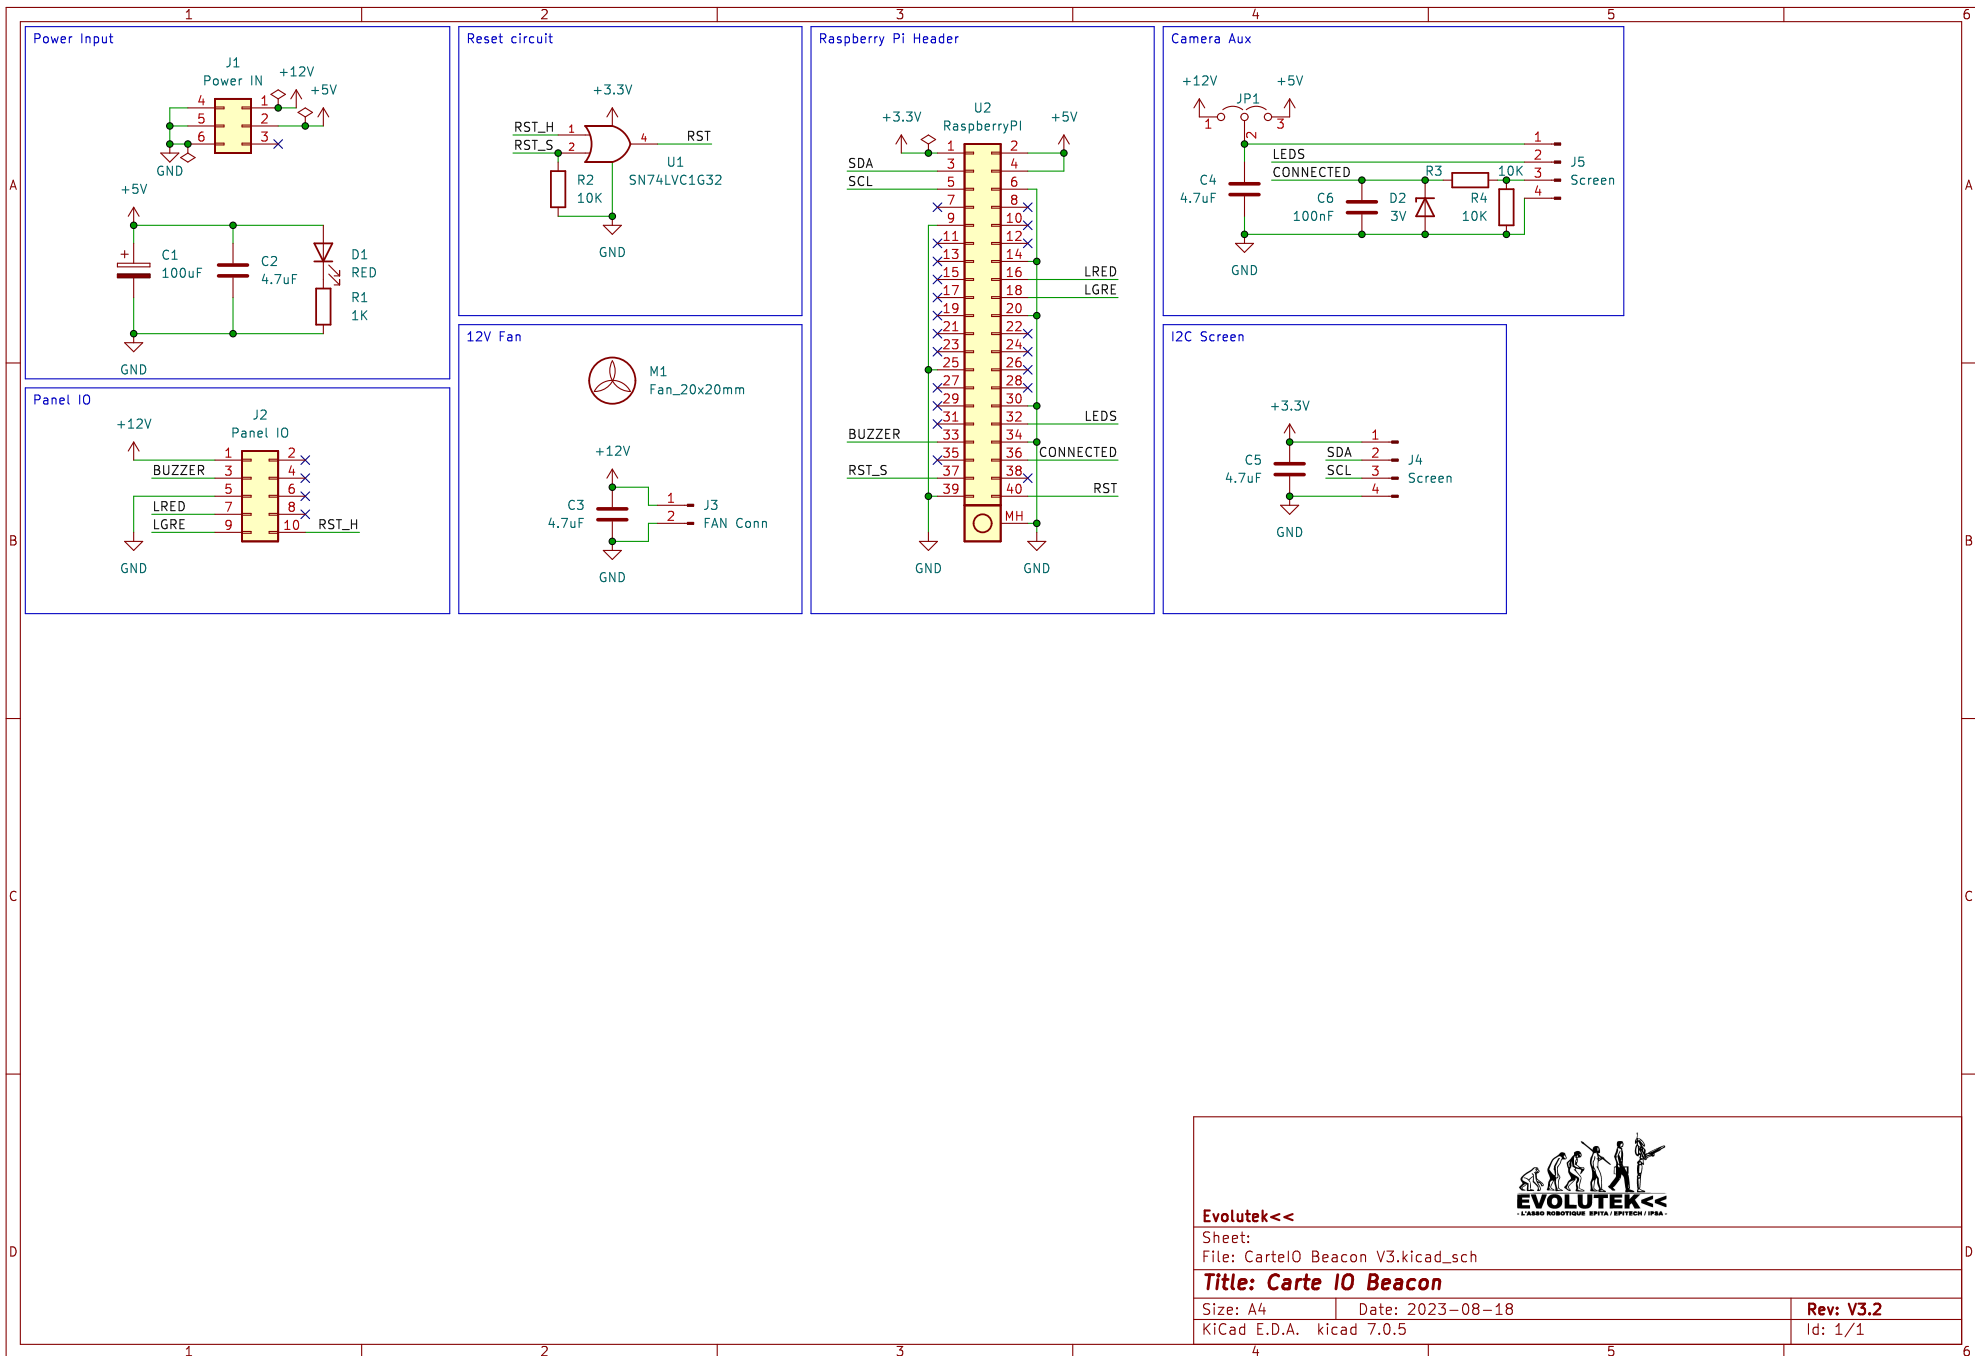 1 2 3 4 5 6
Power Input
J1
Power IN
+12V
+5V
4 1
5 2
6 3
GND
+5V
C1
100uF
C2
4.7uF
D1
RED
R1
1K
GND
Panel IO
+12V
J2
Panel IO
1 2
BUZZER 3 4
5 6
LRED 7 8
LGRE 9 10 RST_H
GND
Reset circuit
+3.3V
RST_H 1
RST_S 2
4 RST
U1
SN74LVC1G32
R2
10K
GND
12V Fan
M1
Fan_20x20mm
+12V
C3
4.7uF
1
2
J3
FAN Conn
GND
Raspberry Pi Header
U2
RaspberryPI
+3.3V +5V
1 2
SDA 3 4
SCL 5 6
7 8
9 10
11 12
13 14
15 16 LRED
17 18 LGRE
19 20
21 22
23 24
25 26
27 28
29 30
31 32 LEDS
BUZZER 33 34
35 36 CONNECTED
RST_S 37 38
39 40 RST
MH
GND GND
Camera Aux
+12V +5V
JP1
1 2 3
1
LEDS 2
CONNECTED 3
4
R3 10K
J5
Screen
C4
4.7uF
C6
100nF
D2
3V
R4
10K
GND
I2C Screen
+3.3V
C5
4.7uF
1
SDA 2
SCL 3
4
J4
Screen
GND
A A
B B
C C
D D
EVOLUTEK<<
- L'ASSO ROBOTIQUE EPITA / EPITECH / IPSA -
Evolutek<<
Sheet:
File: CarteIO Beacon V3.kicad_sch
Title: Carte IO Beacon
Size: A4 Date: 2023-08-18 Rev: V3.2
KiCad E.D.A. kicad 7.0.5 Id: 1/1
1 2 3 4 5 6